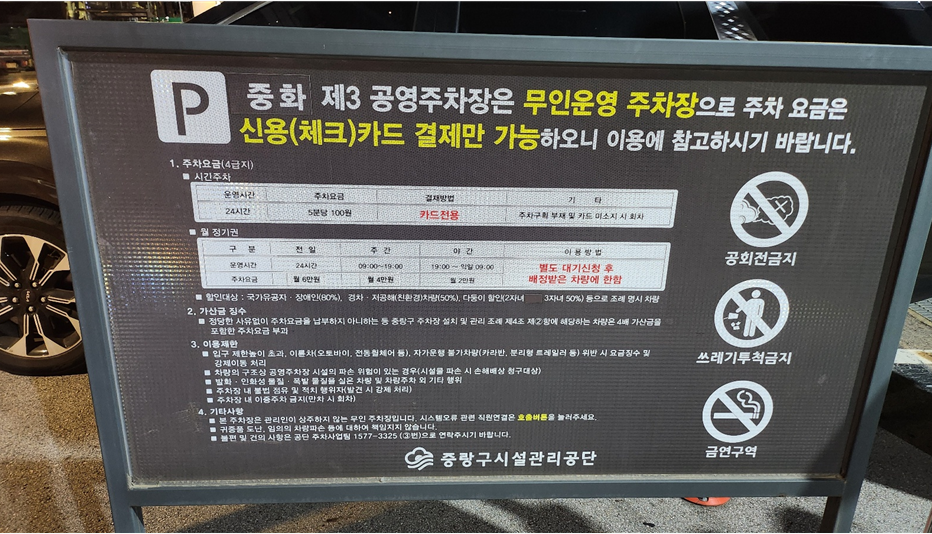 P
중화 제3 공영주차장은 무인운영 주차장으로 주차 요금은
신용(체크)카드 결제만 가능하오니 이용에 참고하시기 바랍니다.
1. 주차요금(4급지)
■ 시간주차
운영시간 주차요금 결재방법 기 타
24시간 5분당 100원 카드전용 주차구획 부재 및 카드 미소지 시 회차
■ 월 정기권
구 분 전 일 주 간 야 간 이 용 방 법
운영시간 24시간 09:00~19:00 19:00 ~ 익일 09:00 별도 대기신청 후
주차요금 월 6만원 월 4만원 월 2만원 배정받은 차량에 한함
■ 할인대상 : 국가유공자 · 장애인(80%), 경차 · 저공해(친환경)차량(50%), 다둥이 할인(2자녀 3자녀 50%) 등으로 조례 명시 차량
2. 가산금 징수
■ 정당한 사유없이 주차요금을 납부하지 아니하는 등 중랑구 주차장 설치 및 관리 조례 제4조 제②항에 해당하는 차량은 4배 가산금을
포함한 주차요금 부과
3. 이용제한
■ 입구 제한높이 초과, 이륜차(오토바이, 전동휠체어 등), 자가운행 불가차량(카라반, 분리형 트레일러 등) 위반 시 요금징수 및
강제이동 처리
■ 차량의 구조상 공영주차장 시설의 파손 위험이 있는 경우(시설물 파손 시 손해배상 청구대상)
■ 발화 · 인화성 물질 · 폭발 물질을 실은 차량 및 차량주차 외 기타 행위
■ 주차장 내 불법 점유 및 적치 행위자(발견 시 강제 처리)
■ 주차장 내 이중주차 금지(만차 시 회차)
4. 기타사항
■ 본 주차장은 관리인이 상주하지 않는 무인 주차장입니다. 시스템오류 관련 직원연결은 호출버튼을 눌러주세요.
■ 귀중품 도난, 임의의 차량파손 등에 대하여 책임지지 않습니다.
■ 불편 및 건의 사항은 공단 주차사업팀 1577-3325 (③번)으로 연락주시기 바랍니다.
중랑구시설관리공단
공회전금지
쓰레기투척금지
금연구역